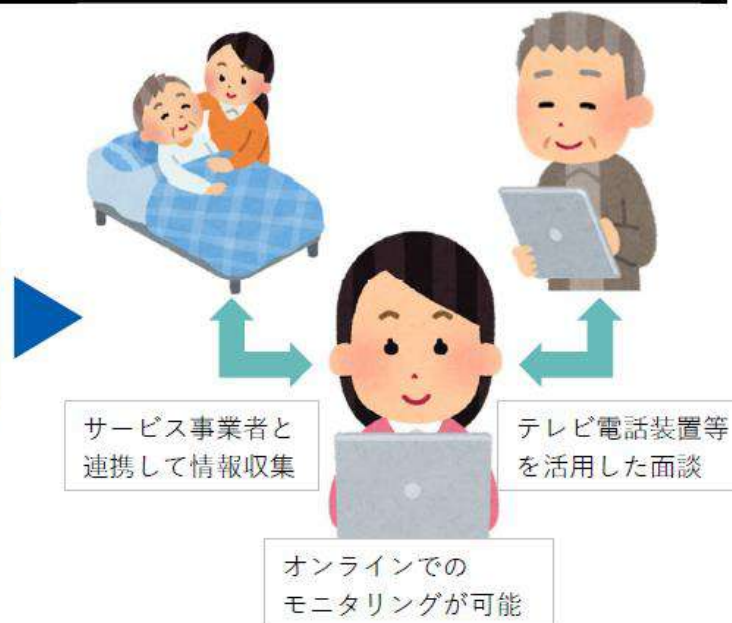 サービス事業者と
連携して情報収集
テレビ電話装置等
を活用した面談
オンラインでの
モニタリングが可能